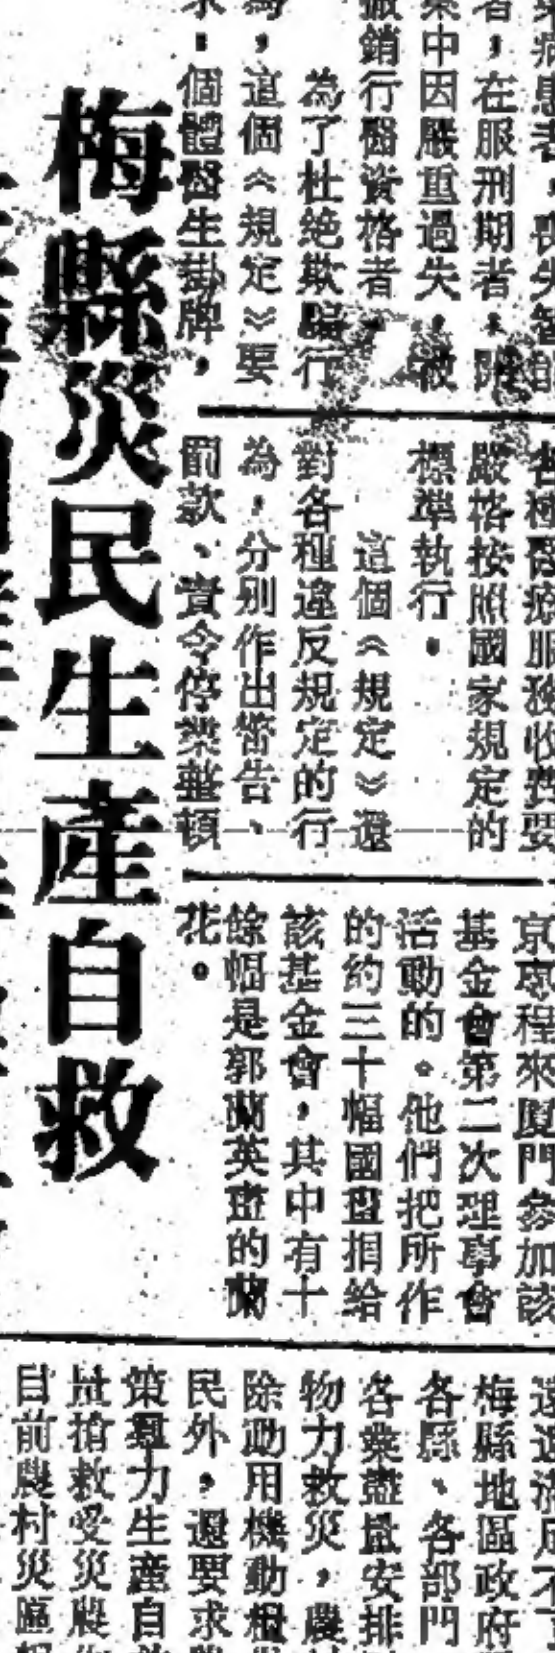 者，在服刑期者，
案中因嚴重過失，被
撤銷行醫資格者。
為了杜絕欺騙行
為，這個《規定》要
求：個體醫生掛牌，
各種醫療服務收費要
嚴格按照國家規定的
標準執行。
這個《規定》還
對各種違反規定的行
為，分別作出警告、
罰款、責令停業整頓
京專程來廈門參加該
基金會第二次理事會
活動的。他們把所作
的約三十幅國畫捐給
該基金會，其中有十
餘幅是郭蘭英畫的蘭
花。
梅縣災民生產自救
梅縣地區政府
各縣、各部門
各業盡量安排
物力救災，農
除動用機動糧
民外，還要求
策羣力生產自
量搶救受災農
目前農村災區